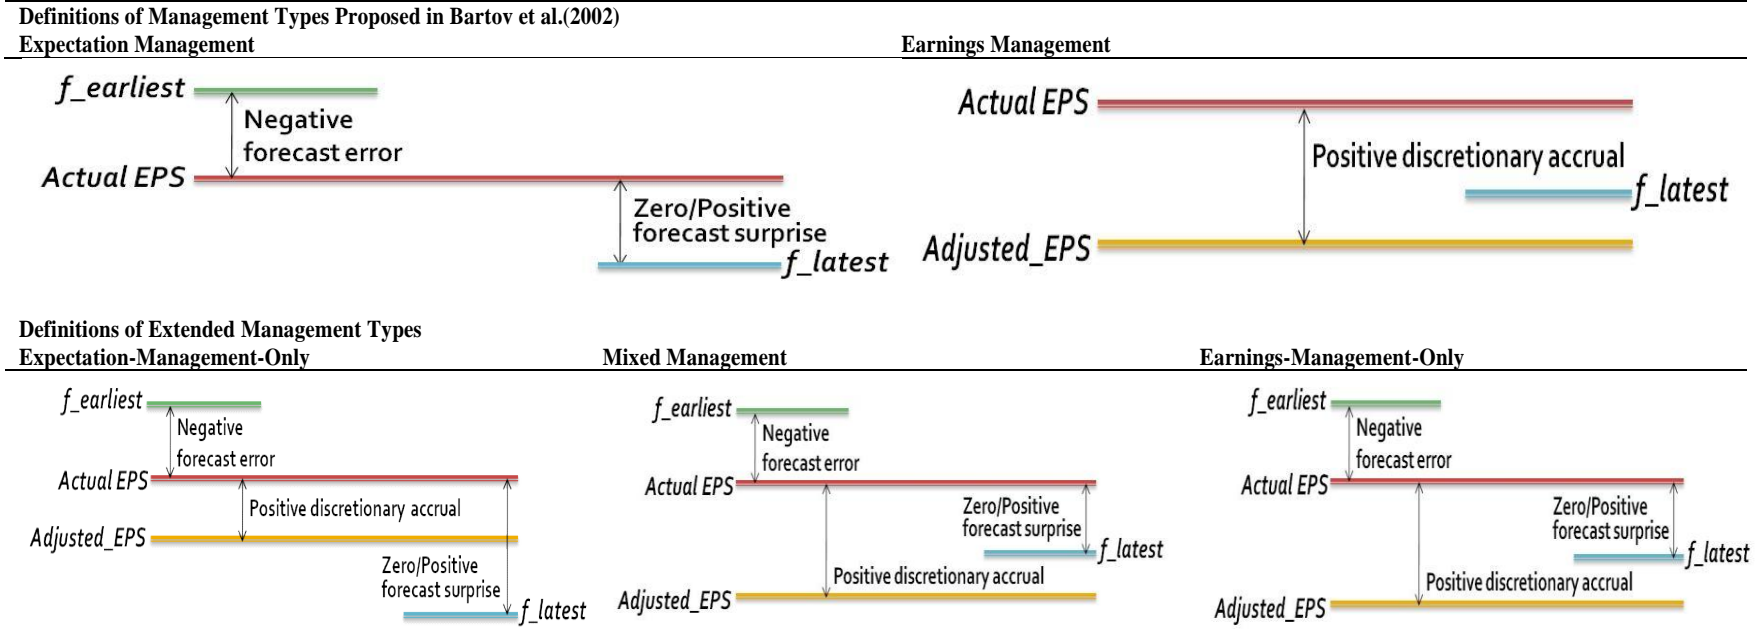 Definitions of Management Types Proposed in Bartov et al.(2002)
Expectation Management
Earnings Management
f_earliest
Negative
forecast error
Actual EPS
Zero/Positive
forecast surprise
f_latest
Actual EPS
Positive discretionary accrual
f_latest
Adjusted_EPS
Definitions of Extended Management Types
Expectation-Management-Only
Mixed Management
Earnings-Management-Only
f_earliest
Negative
forecast error
Actual EPS
Positive discretionary accrual
Adjusted_EPS
Zero/Positive
forecast surprise
f_latest
f_earliest
Negative
forecast error
Actual EPS
Zero/Positive
forecast surprise
f_latest
Positive discretionary accrual
Adjusted_EPS
f_earliest
Negative
forecast error
Actual EPS
Zero/Positive
forecast surprise
f_latest
Positive discretionary accrual
Adjusted_EPS